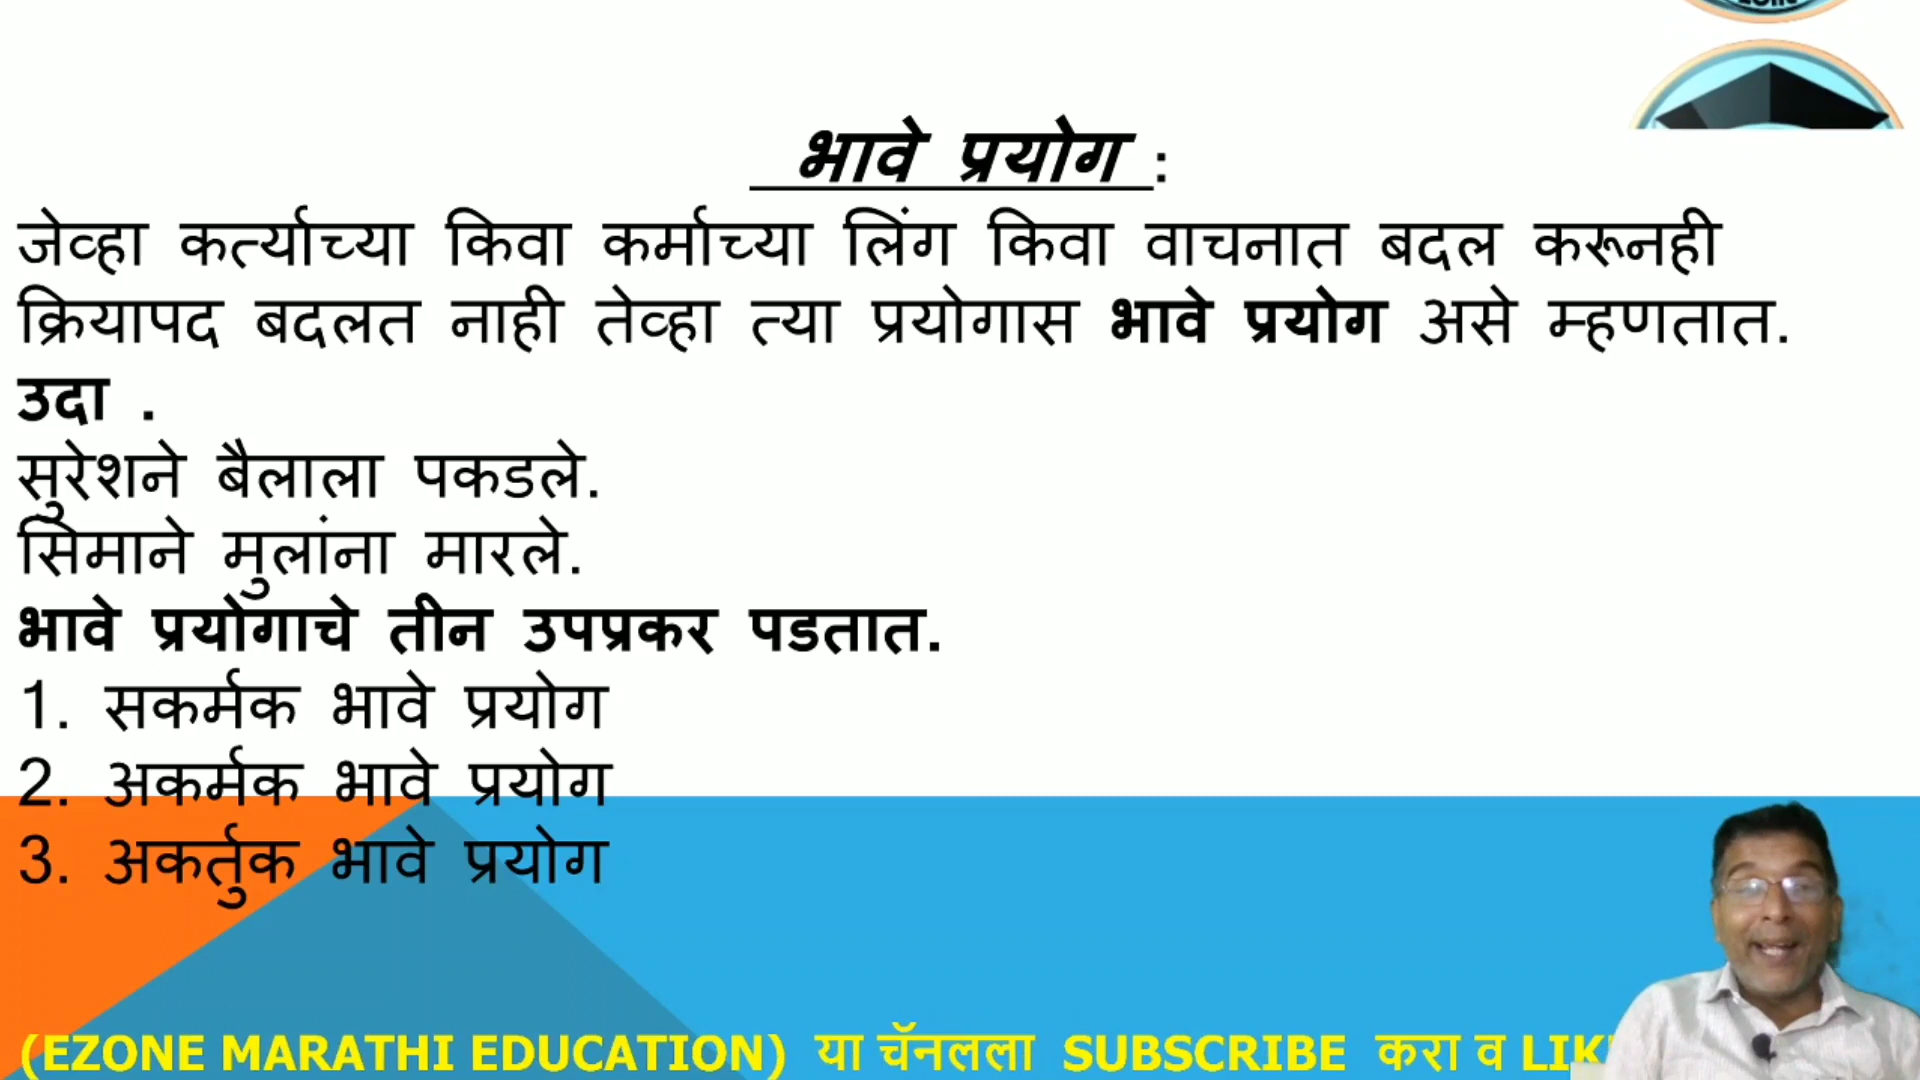 भावे प्रयोग :
जेव्हा कर्त्याच्या किवा कर्माच्या लिंग किवा वाचनात बदल करूनही
क्रियापद बदलत नाही तेव्हा त्या प्रयोगास भावे प्रयोग असे म्हणतात.
उदा .
सुरेशने बैलाला पकडले.
सिमाने मुलांना मारले.
भावे प्रयोगाचे तीन उपप्रकर पडतात.
1. सकर्मक भावे प्रयोग
2. अकर्मक भावे प्रयोग
3. अकर्तुक भावे प्रयोग
(EZONE MARATHI EDUCATION) या चॅनलला SUBSCRIBE करा व